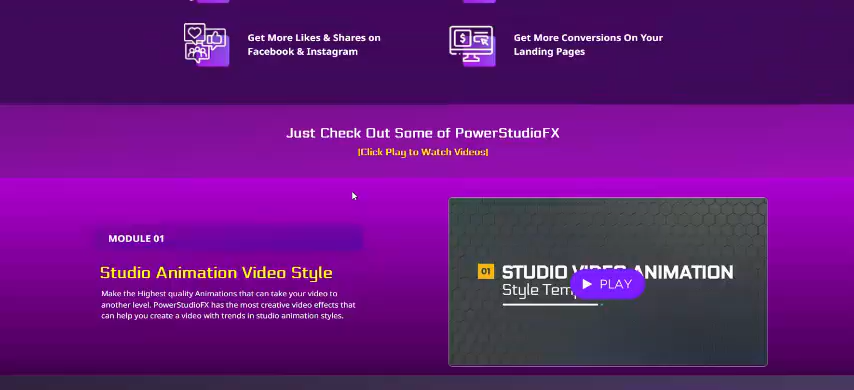 Get More Likes & Shares on
Facebook & Instagram
Get More Conversions On Your
Landing Pages
Just Check Out Some of PowerStudioFX
[Click Play to Watch Videos]
MODULE 01
Studio Animation Video Style
Make the Highest quality Animations that can take your video to
another level. PowerStudioFX has the most creative video effects that
can help you create a video with trends in studio animation styles.
01 STUDIO VIDEO ANIMATION
Style
PLAY